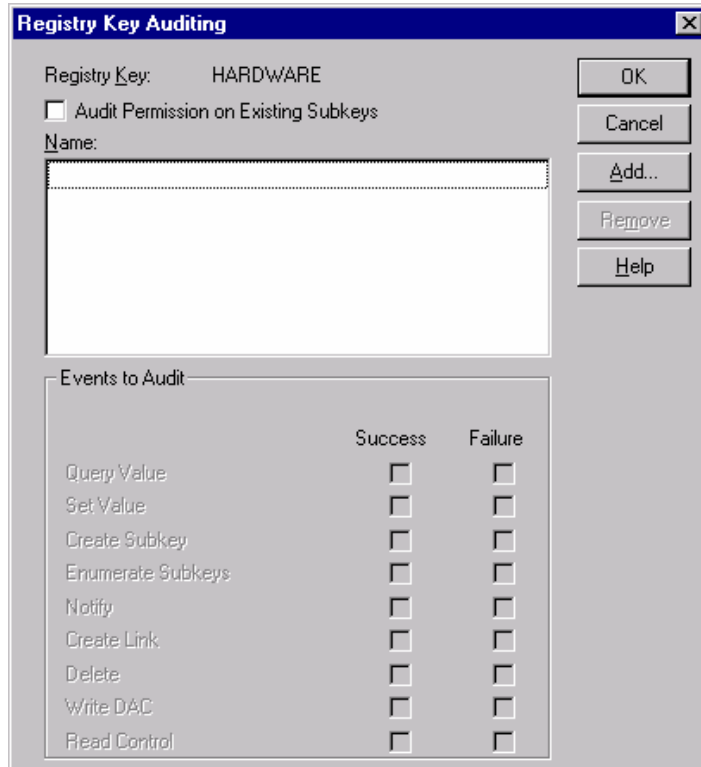 Registry Key Auditing
Registry Key: HARDWARE
Audit Permission on Existing Subkeys
Name:
OK
Cancel
Add...
Remove
Help
Events to Audit
Success Failure
Query Value
Set Value
Create Subkey
Enumerate Subkeys
Notify
Create Link
Delete
Write DAC
Read Control